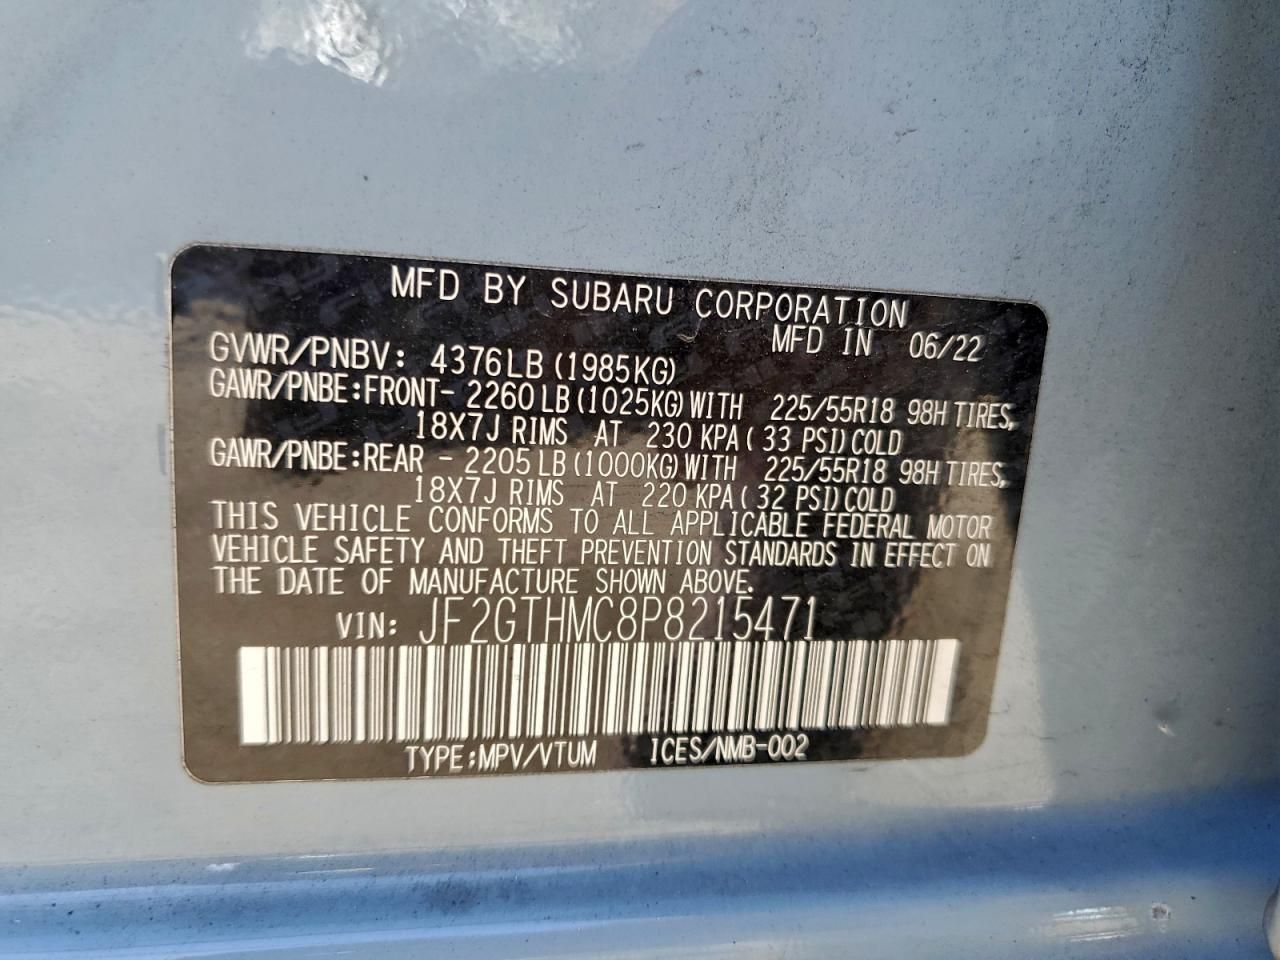 MFD BY SUBARU CORPORATION
MFD IN 06/22
GVWR/PNBV: 4376LB (1985KG)
GAWR/PNBE:FRONT- 2260LB(1025KG)WITH 225/55R18 98H TIRES,
18X7J RIMS AT 230 KPA( 33 PSI)COLD
GAWR/PNBE:REAR - 2205LB(1000KG)WITH 225/55R18 98H TIRES,
18X7J RIMS AT 220 KPA( 32 PSI)COLD
THIS VEHICLE CONFORMS TO ALL APPLICABLE FEDERAL MOTOR
VEHICLE SAFETY AND THEFT PREVENTION STANDARDS IN EFFECT ON
THE DATE OF MANUFACTURE SHOWN ABOVE.
VIN: JF2GTHMC8P8215471
TYPE:MPV/VTUM ICES/NMB-002